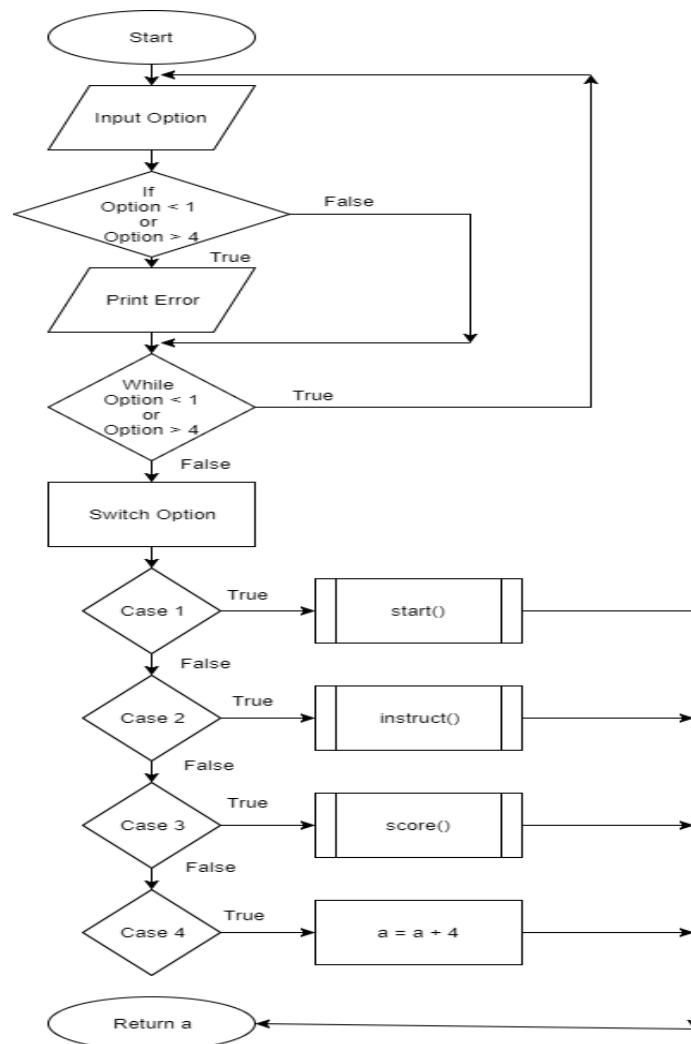 Start
Input Option
If
Option < 1
or
Option > 4
False
True
Print Error
While
Option < 1
or
Option > 4
True
False
Switch Option
Case 1
True
start()
False
Case 2
True
instruct()
False
Case 3
True
score()
False
Case 4
True
a = a + 4
Return a